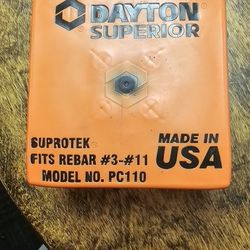 DAYTON
SUPERIOR
SUPROTEK
FITS REBAR #3-#11
MODEL NO. PC110
MADE IN
USA